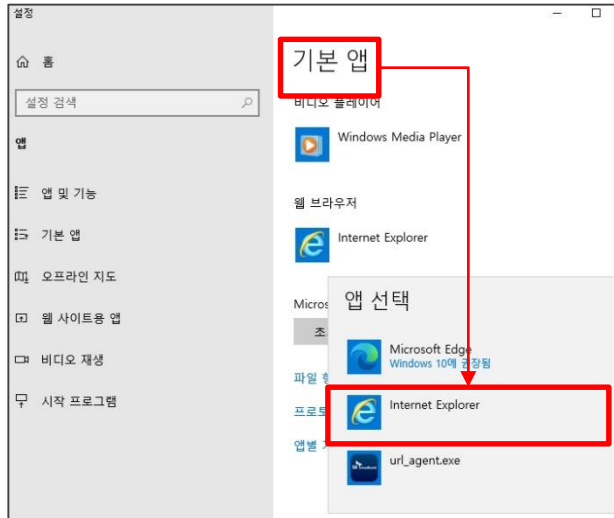 설정
홈
설정 검색
앱
앱 및 기능
기본 앱
오프라인 지도
웹 사이트용 앱
비디오 재생
시작 프로그램
기본 앱
비디오 플레이어
Windows Media Player
웹 브라우저
Internet Explorer
Micros
초
파일 형
프로토
앱별 기
앱 선택
Microsoft Edge
Windows 10에 권장됨
Internet Explorer
url_agent.exe